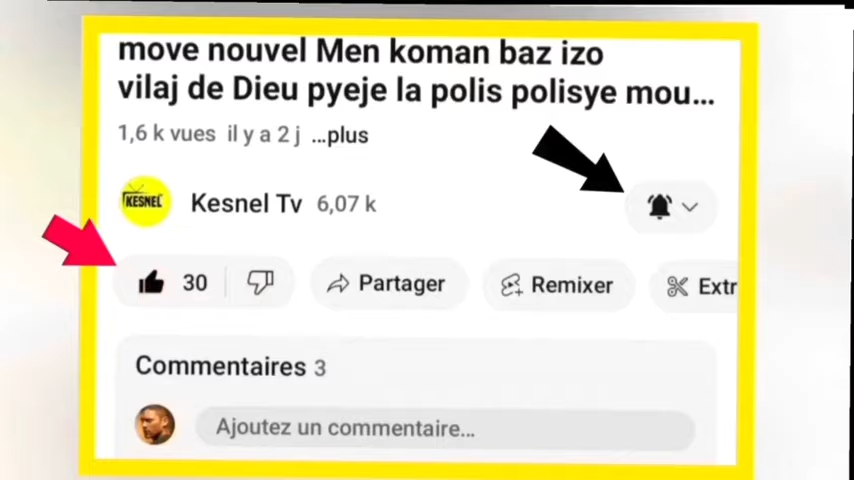 move nouvel Men koman baz izo
vilaj de Dieu pyeje la polis polisye mou...
1,6 k vues il y a 2 j ...plus
KESNEL
Kesnel Tv 6,07 k
30
Partager
Remixer
Extr
Commentaires 3
Ajoutez un commentaire...